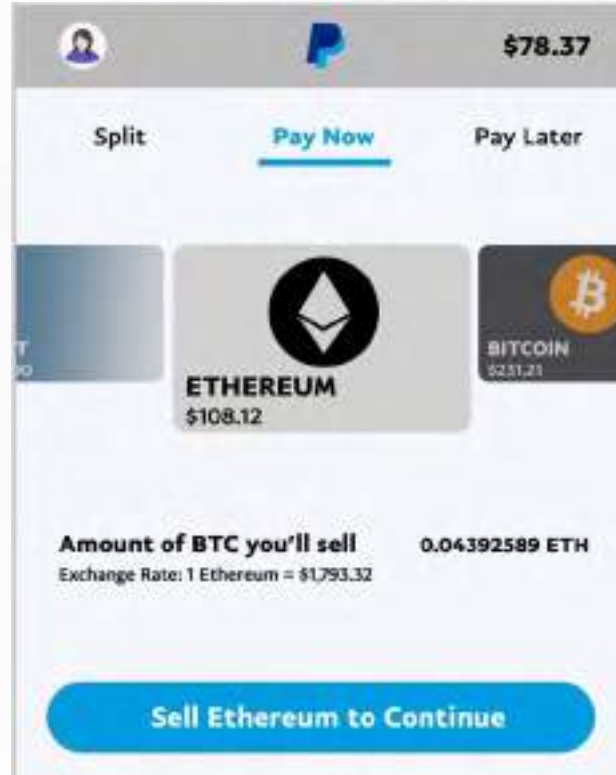 $78.37
Split Pay Now Pay Later
ETHEREUM
$108.12
BITCOIN
$231.21
Amount of BTC you'll sell 0.04392589 ETH
Exchange Rate: 1 Ethereum = $1,793.32
Sell Ethereum to Continue